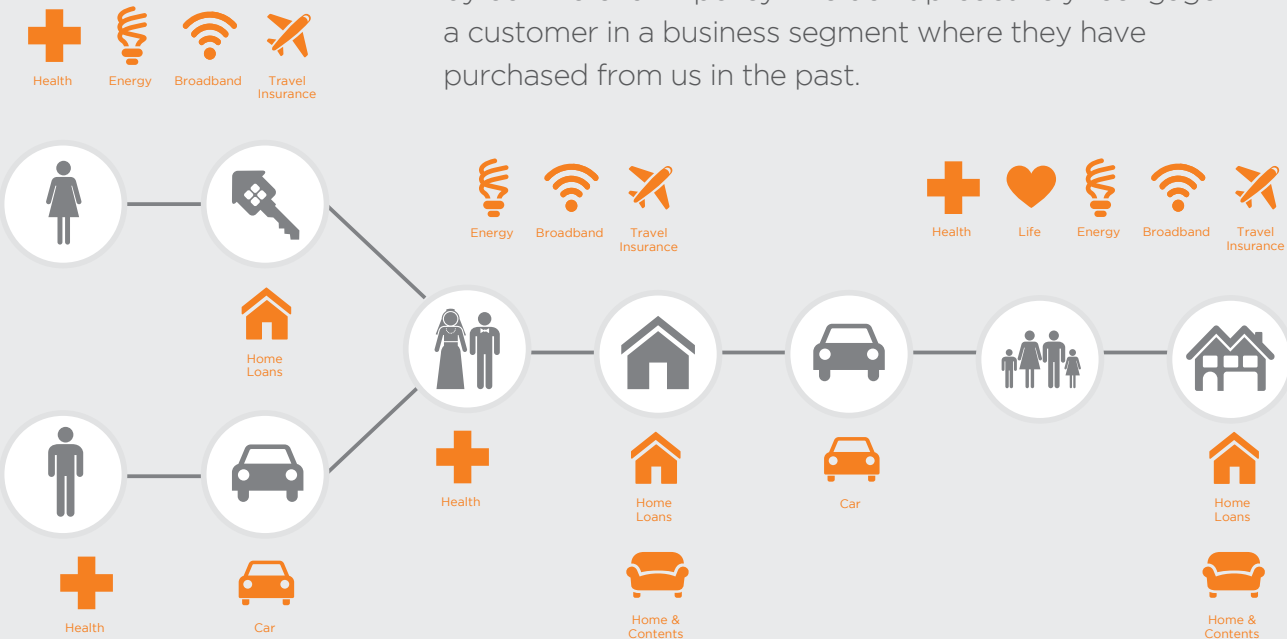 a customer in a business segment where they have
purchased from us in the past.
Health
Energy
Broadband
Travel
Insurance
Energy
Broadband
Travel
Insurance
Health
Life
Energy
Broadband
Travel
Insurance
Home
Loans
Health
Home
Loans
Car
Home
Loans
Health
Car
Home &
Contents
Home &
Contents